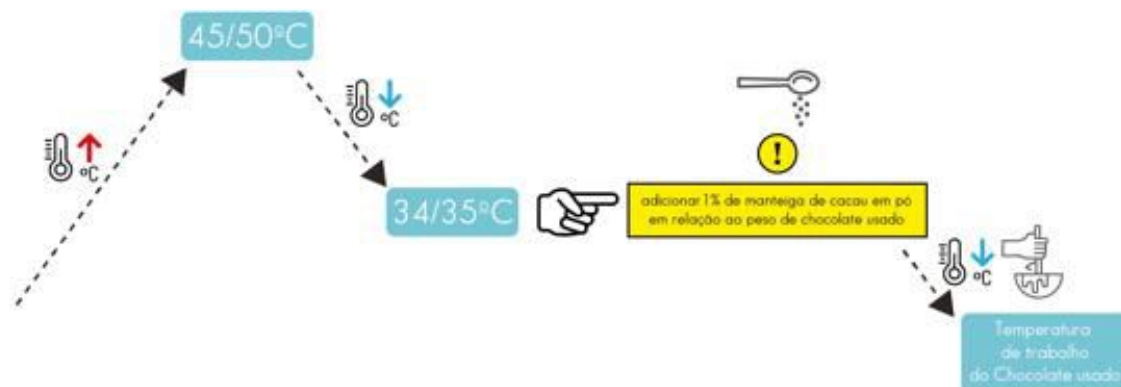 45/50ºC
ºC
ºC
34/35ºC
!
adicionar 1% de manteiga de cacau em pó
em relação ao peso de chocolate usado
ºC
Temperatura
de trabalho
do Chocolate usado